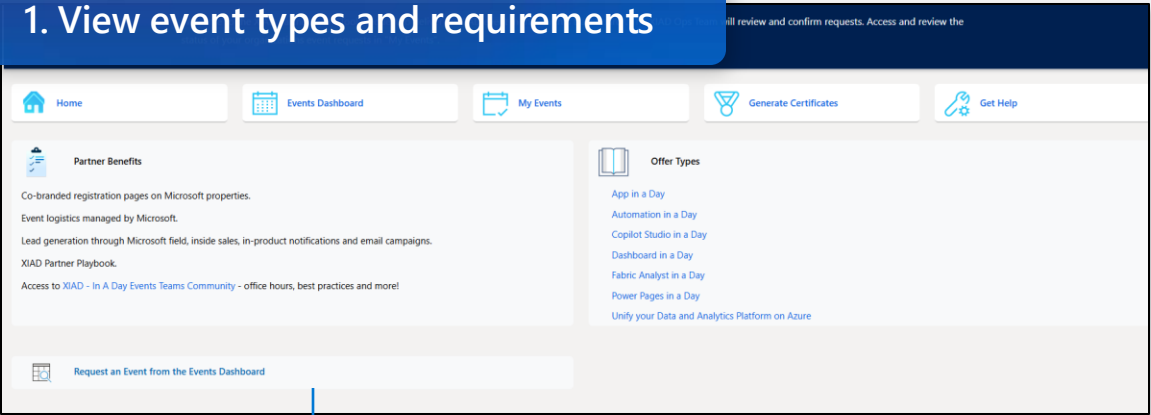 1. View event types and requirements
ill review and confirm requests. Access and review the
Home
Events Dashboard
My Events
Generate Certificates
Get Help
Partner Benefits
Co-branded registration pages on Microsoft properties.
Event logistics managed by Microsoft.
Lead generation through Microsoft field, inside sales, in-product notifications and email campaigns.
XIAD Partner Playbook.
Access to XIAD - In A Day Events Teams Community - office hours, best practices and more!
Offer Types
App in a Day
Automation in a Day
Copilot Studio in a Day
Dashboard in a Day
Fabric Analyst in a Day
Power Pages in a Day
Unify your Data and Analytics Platform on Azure
Request an Event from the Events Dashboard